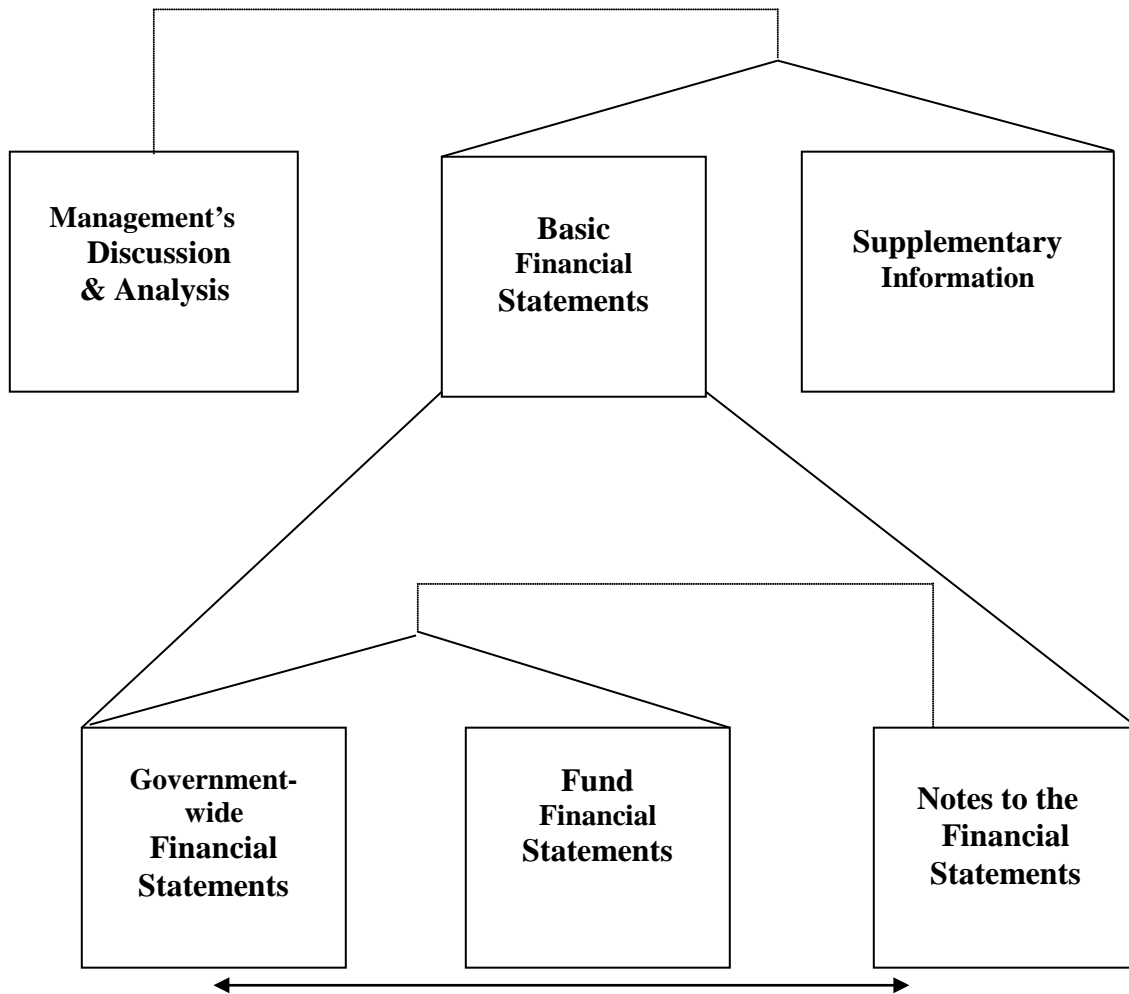 Management’s
Discussion
& Analysis
Basic
Financial
Statements
Supplementary
Information
Government-
wide
Financial
Statements
Fund
Financial
Statements
Notes to the
Financial
Statements